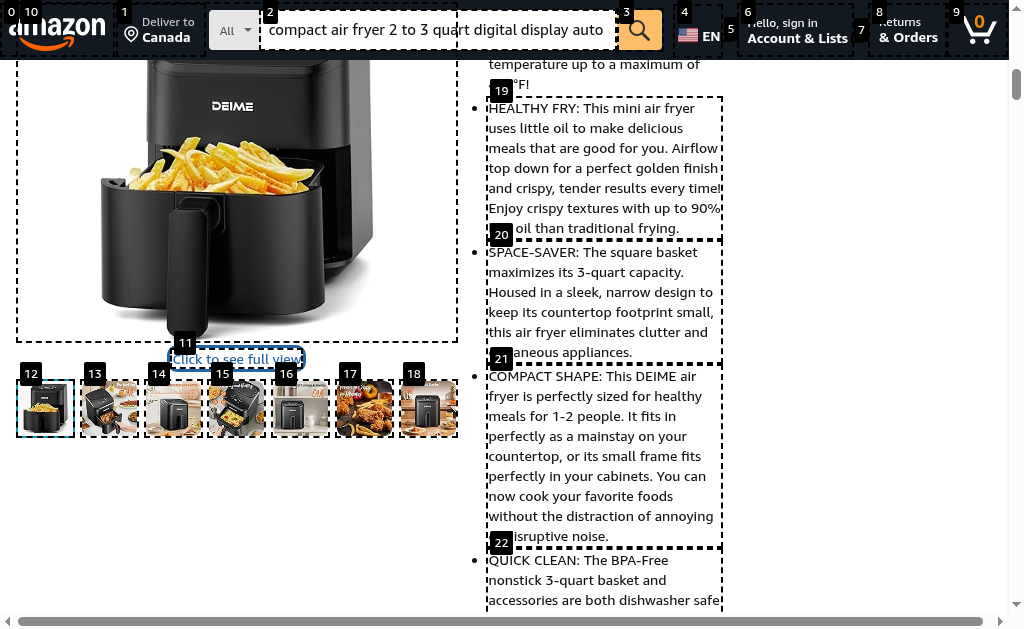 amazon
Deliver to
Canada
All
compact air fryer 2 to 3 quart digital display auto
EN
Hello, sign in
Account & Lists
Returns
& Orders
0
0
10
1
2
3
4
5
6
7
8
9
DEIME
11
Click to see full view
12
13
14
15
16
17
18
temperature up to a maximum of
°F!
19
HEALTHY FRY: This mini air fryer
uses little oil to make delicious
meals that are good for you. Airflow
top down for a perfect golden finish
and crispy, tender results every time!
Enjoy crispy textures with up to 90%
oil than traditional frying.
20
SPACE-SAVER: The square basket
maximizes its 3-quart capacity.
Housed in a sleek, narrow design to
keep its countertop footprint small,
this air fryer eliminates clutter and
aneous appliances.
21
COMPACT SHAPE: This DEIME air
fryer is perfectly sized for healthy
meals for 1-2 people. It fits in
perfectly as a mainstay on your
countertop, or its small frame fits
perfectly in your cabinets. You can
now cook your favorite foods
without the distraction of annoying
isruptive noise.
22
QUICK CLEAN: The BPA-Free
nonstick 3-quart basket and
accessories are both dishwasher safe